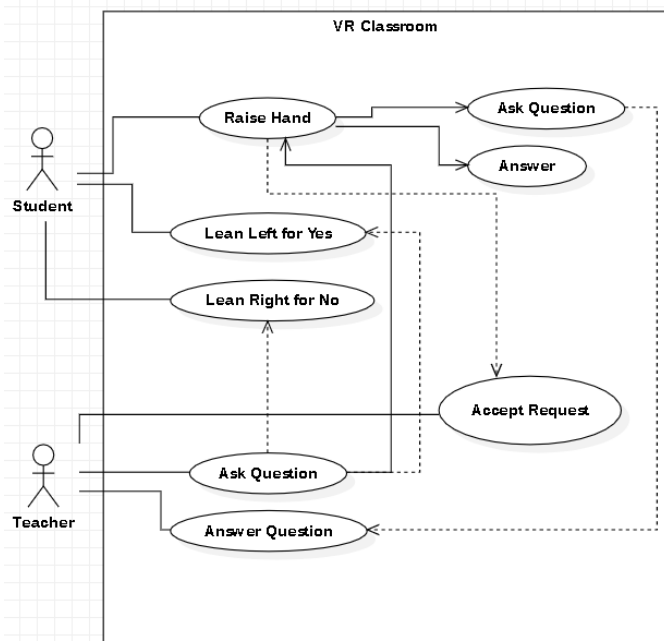 VR Classroom
Ask Question
Raise Hand
Answer
Student
Lean Left for Yes
Lean Right for No
Accept Request
Ask Question
Teacher
Answer Question